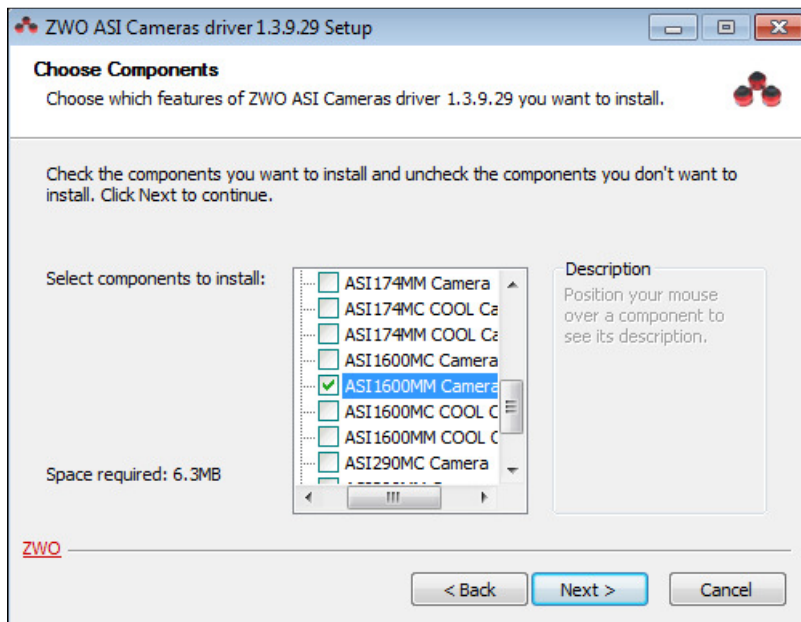 ZWO ASI Cameras driver 1.3.9.29 Setup
Choose Components
Choose which features of ZWO ASI Cameras driver 1.3.9.29 you want to install.
Check the components you want to install and uncheck the components you don't want to
install. Click Next to continue.
Select components to install:
ASI174MM Camera
ASI174MC COOL Ca
ASI174MM COOL Ca
ASI1600MC Camera
ASI1600MM Camera
ASI1600MC COOL C
ASI1600MM COOL C
ASI290MC Camera
Description
Position your mouse
over a component to
see its description.
Space required: 6.3MB
ZWO
< Back
Next >
Cancel